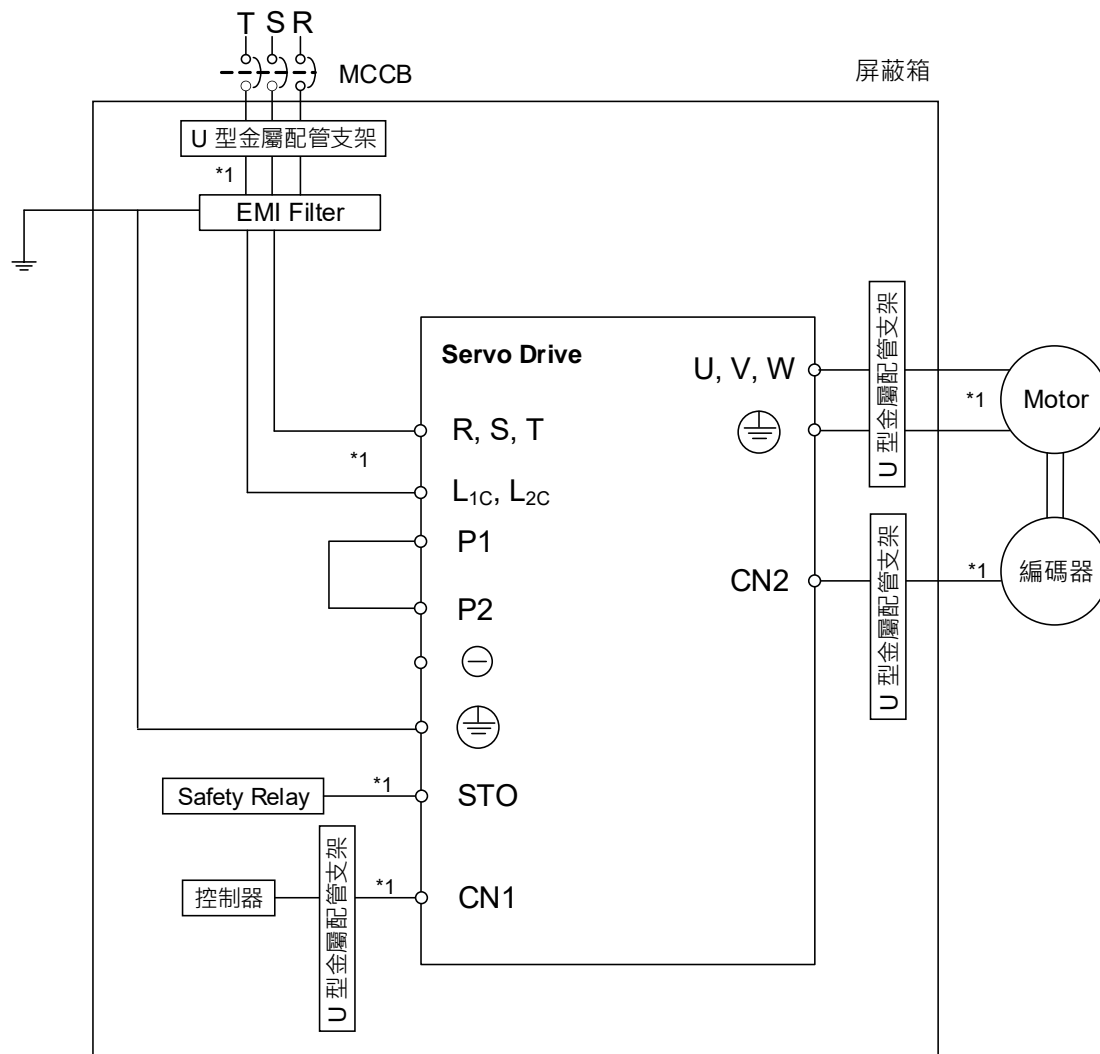 T S R
MCCB
屏蔽箱
U 型金屬配管支架
*1
EMI Filter
Servo Drive
U, V, W
R, S, T
*1
L1C, L2C
P1
P2
CN2
STO
CN1
U 型金屬配管支架
*1
Motor
U 型金屬配管支架
*1
編碼器
Safety Relay
*1
控制器
U 型金屬配管支架
*1